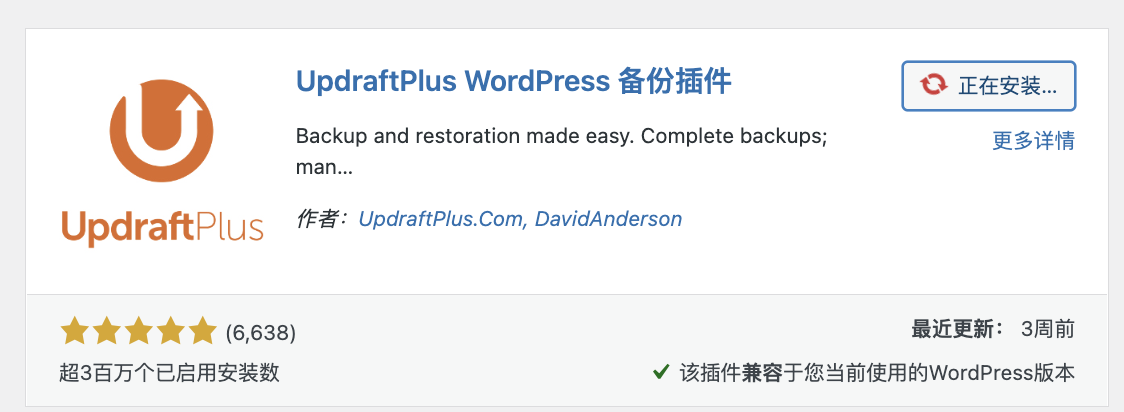 UpdraftPlus WordPress 备份插件
正在安装...
Backup and restoration made easy. Complete backups;
man...
更多详情
作者：UpdraftPlus.Com, DavidAnderson
UpdraftPlus
(6,638)
最近更新： 3周前
超3百万个已启用安装数
该插件兼容于您当前使用的WordPress版本